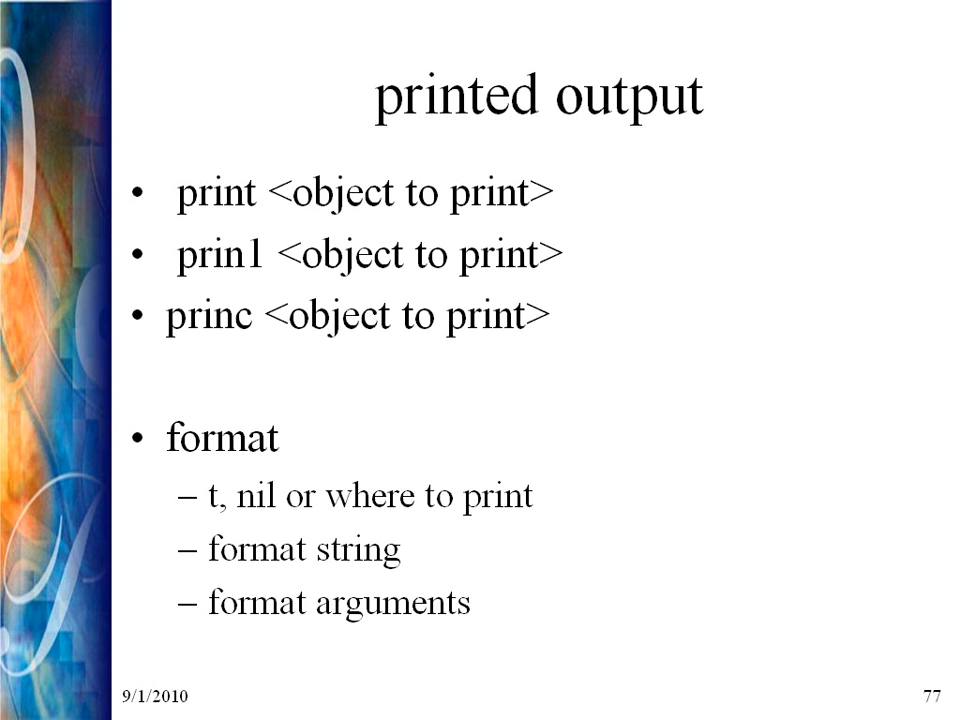 printed output
• print <object to print>
• prin1 <object to print>
• princ <object to print>
• format
– t, nil or where to print
– format string
– format arguments
9/1/2010
77